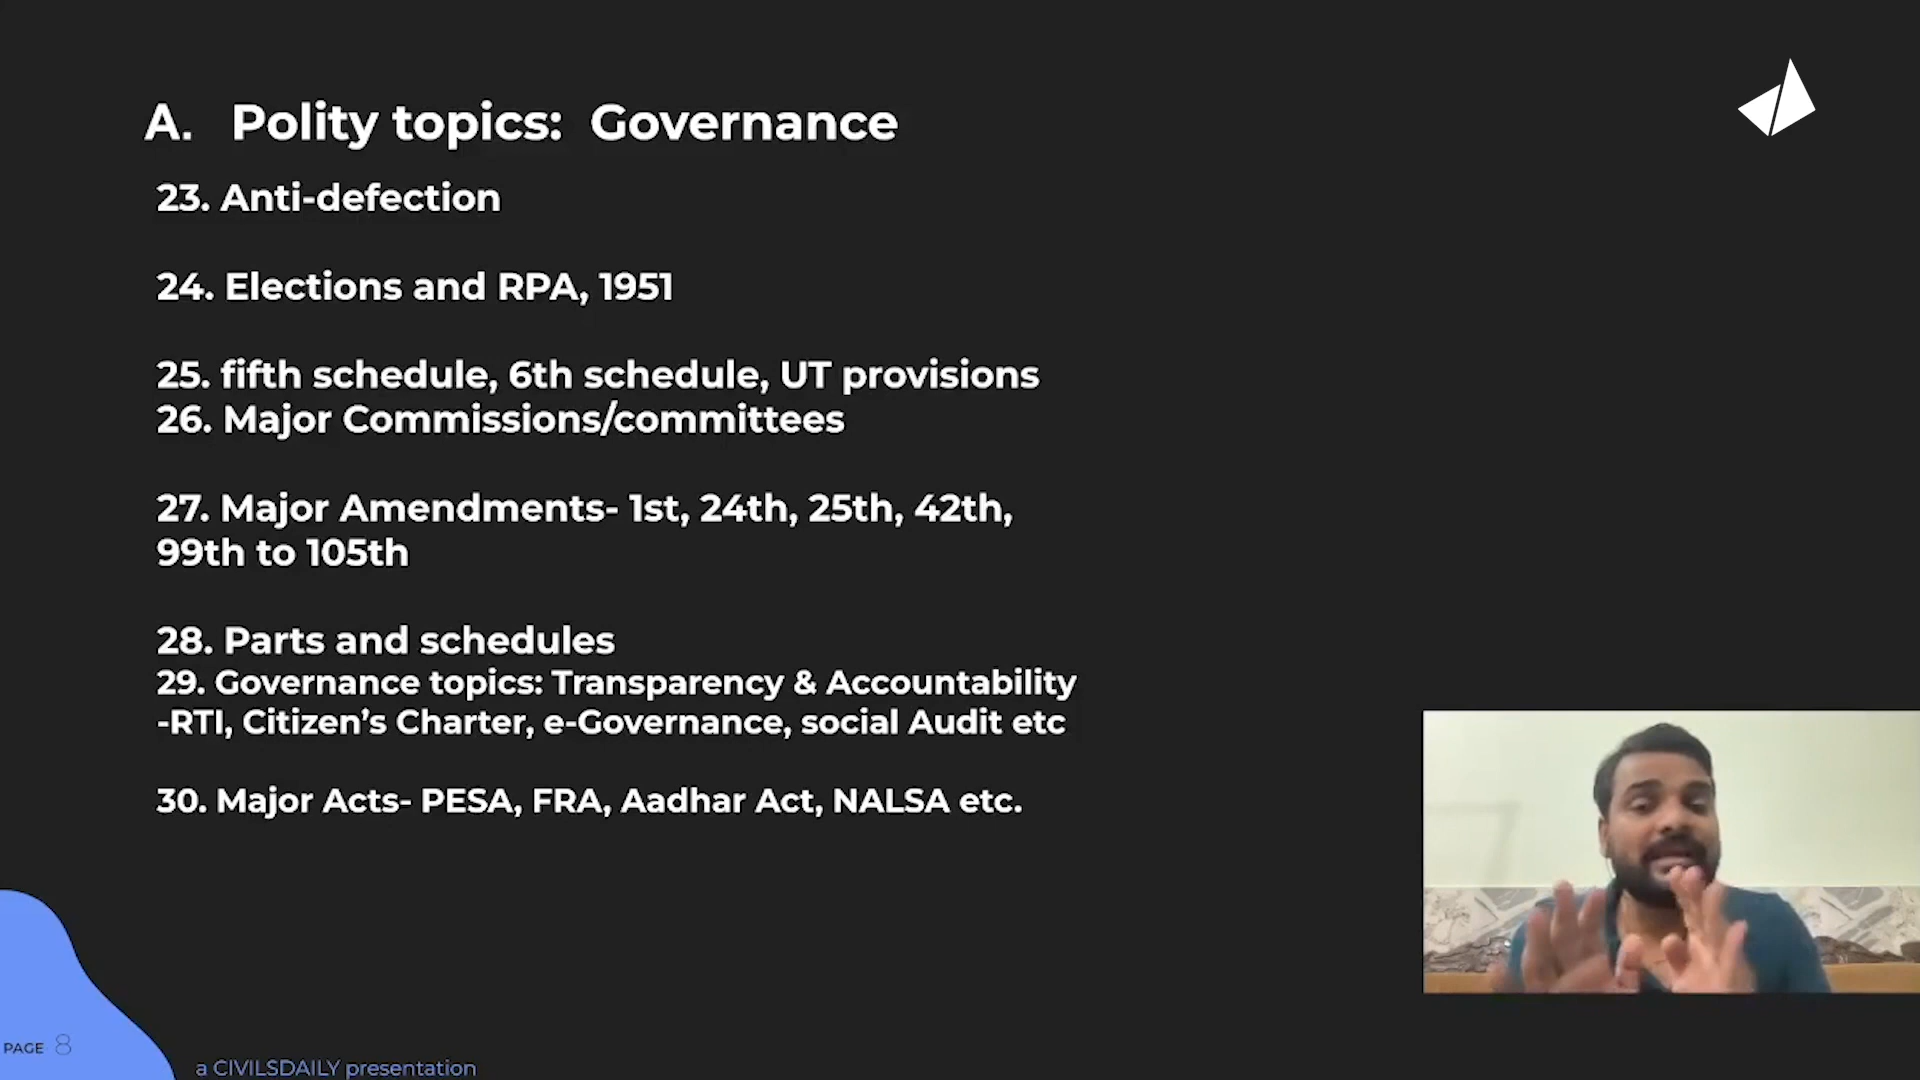 A. Polity topics: Governance
23. Anti-defection
24. Elections and RPA, 1951
25. fifth schedule, 6th schedule, UT provisions
26. Major Commissions/committees
27. Major Amendments- 1st, 24th, 25th, 42th,
99th to 105th
28. Parts and schedules
29. Governance topics: Transparency & Accountability
-RTI, Citizen’s Charter, e-Governance, social Audit etc
30. Major Acts- PESA, FRA, Aadhar Act, NALSA etc.
PAGE 8
a CIVILSDAILY presentation